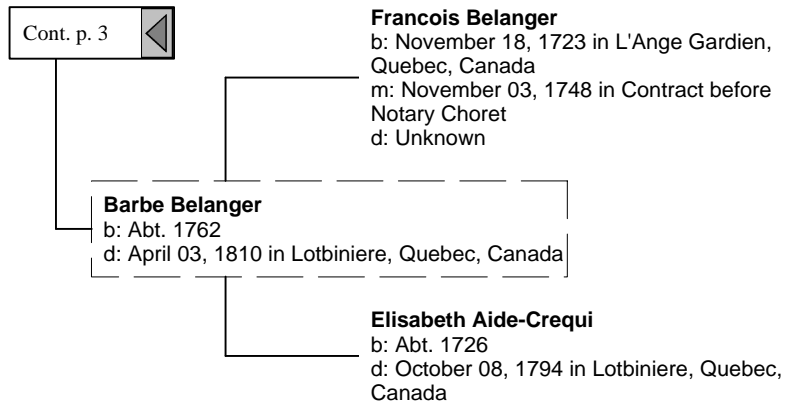 Cont. p. 3
Francois Belanger
b: November 18, 1723 in L'Ange Gardien,
Quebec, Canada
m: November 03, 1748 in Contract before
Notary Choret
d: Unknown
Barbe Belanger
b: Abt. 1762
d: April 03, 1810 in Lotbiniere, Quebec, Canada
Elisabeth Aide-Crequi
b: Abt. 1726
d: October 08, 1794 in Lotbiniere, Quebec,
Canada